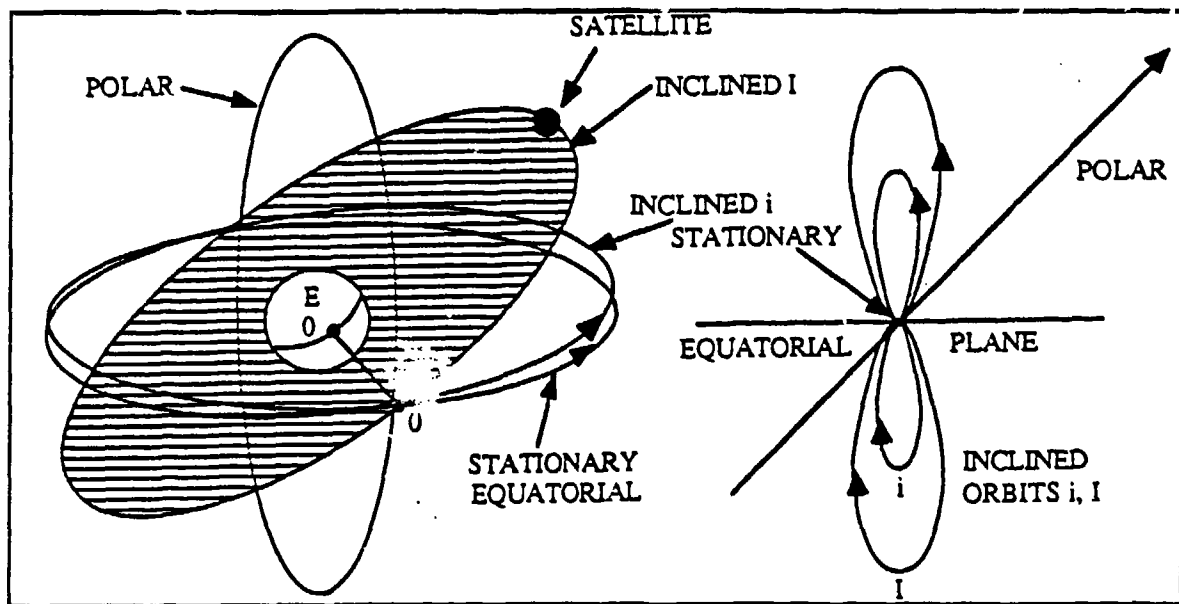 SATELLITE
POLAR
INCLINED I
INCLINED i
STATIONARY
E
0
0
STATIONARY
EQUATORIAL
POLAR
EQUATORIAL PLANE
i
INCLINED
ORBITS i, I
I